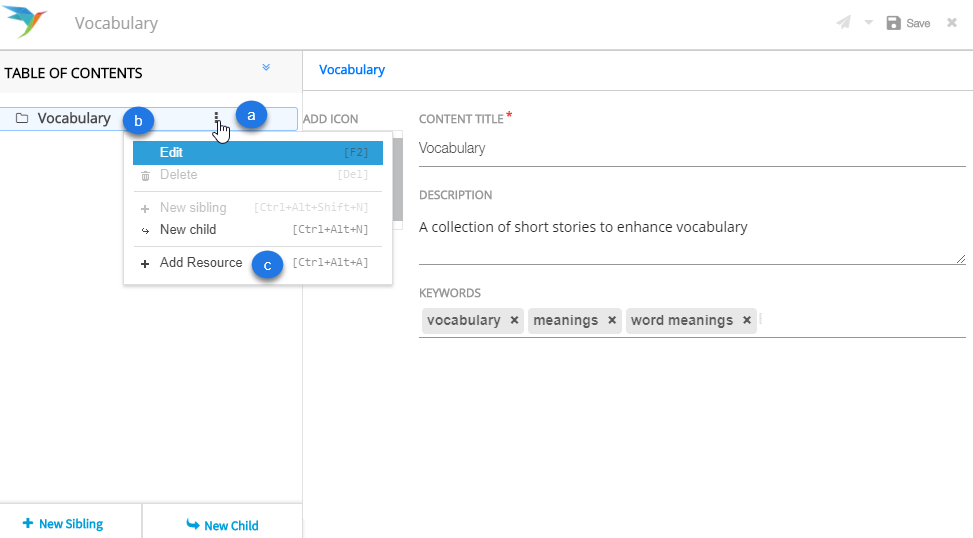 Vocabulary
Save
TABLE OF CONTENTS
Vocabulary
Vocabulary
b
a
ADD ICON
CONTENT TITLE*
Vocabulary
Edit [F2]
Delete [Del]
New sibling [Ctrl+Alt+Shift+N]
New child [Ctrl+Alt+N]
Add Resource c [Ctrl+Alt+A]
DESCRIPTION
A collection of short stories to enhance vocabulary
KEYWORDS
vocabulary × meanings × word meanings ×
+ New Sibling
New Child